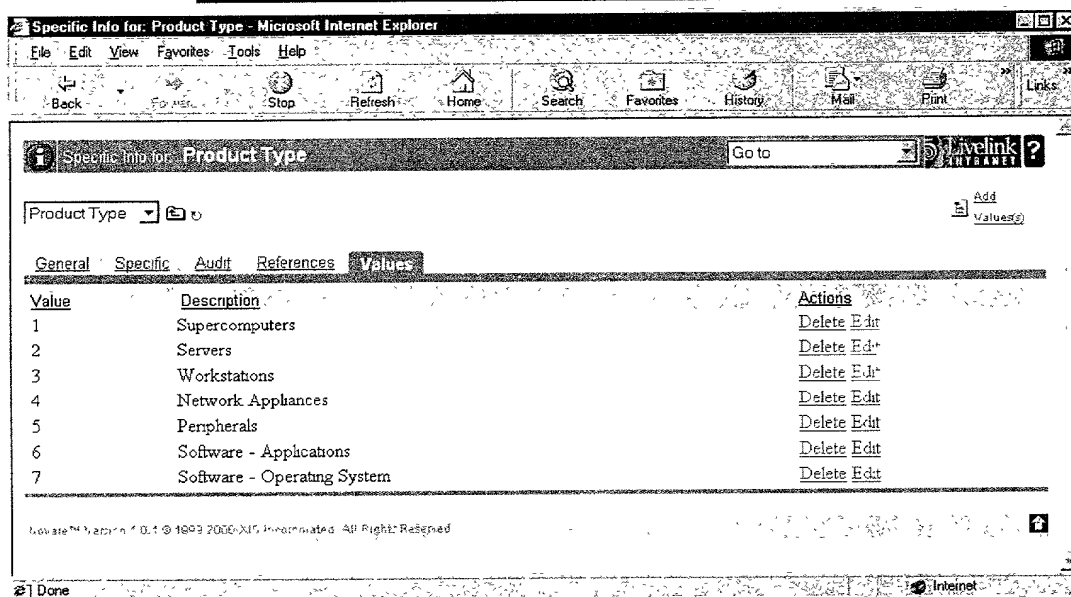 Specific Info for: Product Type - Microsoft Internet Explorer
File Edit View Favorites Tools Help
Back Stop Refresh Home Search Favorites History Mail Print » Links »
Specific Info for: Product Type Go to Livelink INTRANET ?
Product Type Add Values(s)
General Specific Audit References Values
Value Description Actions
1 Supercomputers Delete Edit
2 Servers Delete Edit
3 Workstations Delete Edit
4 Network Appliances Delete Edit
5 Peripherals Delete Edit
6 Software - Applications Delete Edit
7 Software - Operating System Delete Edit
All Rights Reserved
Done Internet